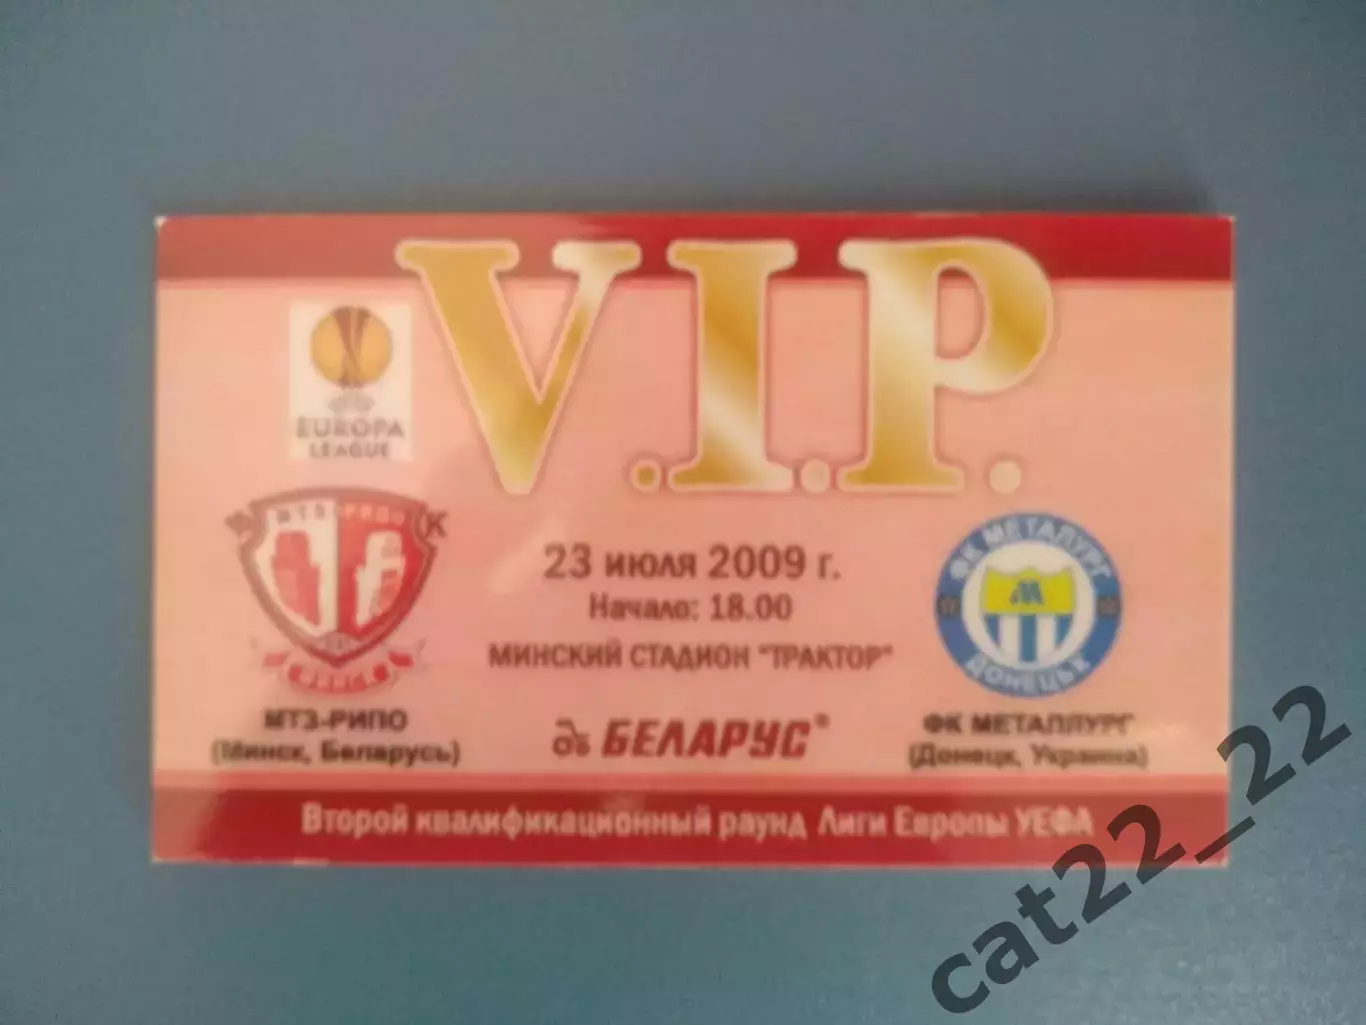 V.I.P.
EUROPA
LEAGUE
МТЗ РИПО
К
МИНСК
23 июля 2009 г.
Начало: 18.00
МИНСКИЙ СТАДИОН "ТРАКТОР"
ФК МЕТАЛУРГ
М
ДОНЕЦЬК
МТЗ-РИПО
(Минск, Беларусь)
БЕЛАРУС®
ФК МЕТАЛЛУРГ
(Донецк, Украина)
Второй квалификационный раунд Лиги Европы УЕФА
cat22_22